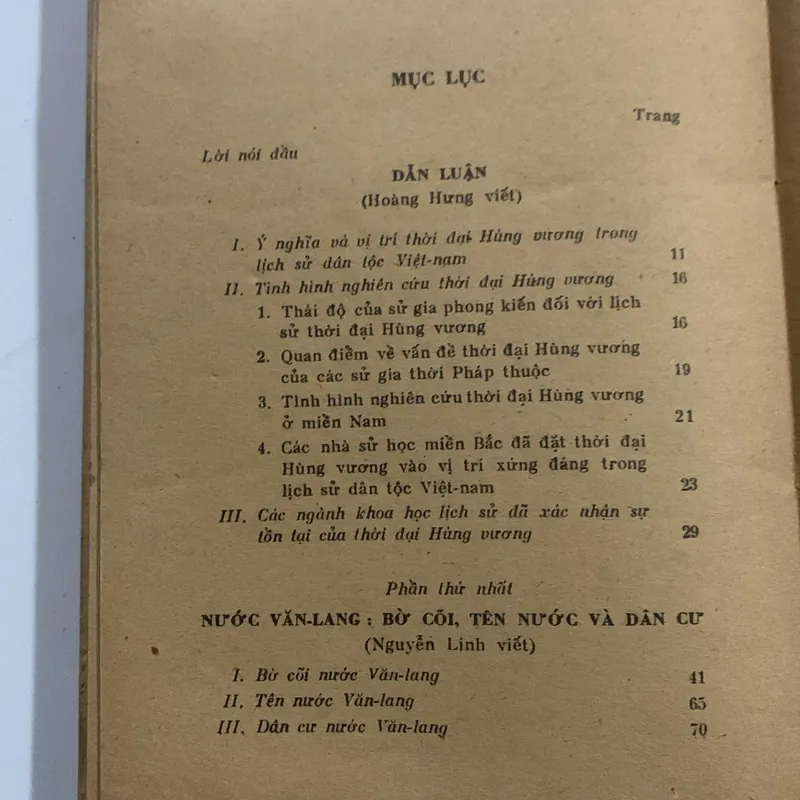 MỤC LỤC
Trang
Lời nói đầu
DẪN LUẬN
(Hoàng Hưng viết)
I. Ý nghĩa và vị trí thời đại Hùng vương trong
lịch sử dân tộc Việt-nam 11
II. Tình hình nghiên cứu thời đại Hùng vương 16
1. Thái độ của sử gia phong kiến đối với lịch
sử thời đại Hùng vương 16
2. Quan điểm về vấn đề thời đại Hùng vương
của các sử gia thời Pháp thuộc 19
3. Tình hình nghiên cứu thời đại Hùng vương
ở miền Nam 21
4. Các nhà sử học miền Bắc đã đặt thời đại
Hùng vương vào vị trí xứng đáng trong
lịch sử dân tộc Việt-nam 23
III. Các ngành khoa học lịch sử đã xác nhận sự
tồn tại của thời đại Hùng vương 29
Phần thứ nhất
NƯỚC VĂN-LANG : BỜ CÕI, TÊN NƯỚC VÀ DÂN CƯ
(Nguyễn Linh viết)
I. Bờ cõi nước Văn-lang 41
II. Tên nước Văn-lang 65
III. Dân cư nước Văn-lang 70